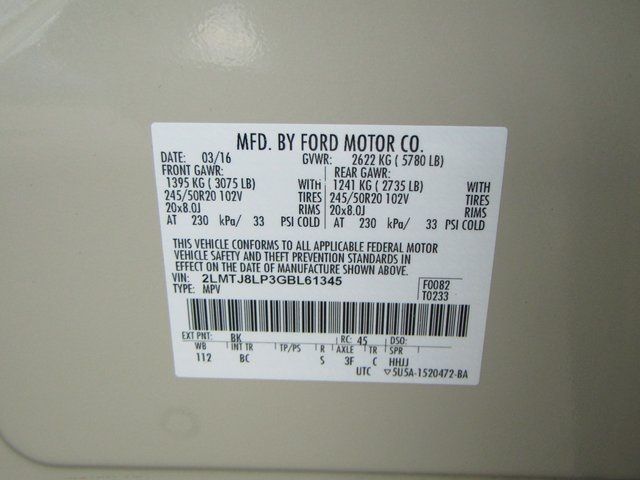 MFD. BY FORD MOTOR CO.
DATE: 03/16 GVWR: 2622 KG ( 5780 LB)
FRONT GAWR: REAR GAWR:
1395 KG ( 3075 LB) WITH 1241 KG ( 2735 LB) WITH
245/50R20 102V TIRES 245/50R20 102V TIRES
20x8.0J RIMS 20x8.0J RIMS
AT 230 kPa/ 33 PSI COLD AT 230 kPa/ 33 PSI COLD
THIS VEHICLE CONFORMS TO ALL APPLICABLE FEDERAL MOTOR
VEHICLE SAFETY AND THEFT PREVENTION STANDARDS IN
EFFECT ON THE DATE OF MANUFACTURE SHOWN ABOVE.
VIN: 2LMTJ8LP3GBL61345 F0082
TYPE: MPV T0233
EXT PNT: BK RC: 45 DSO:
WB INT TR TP/PS R AXLE TR SPR
112 BC S 3F C HHJJ
UTC ▽5U5A-1520472-BA